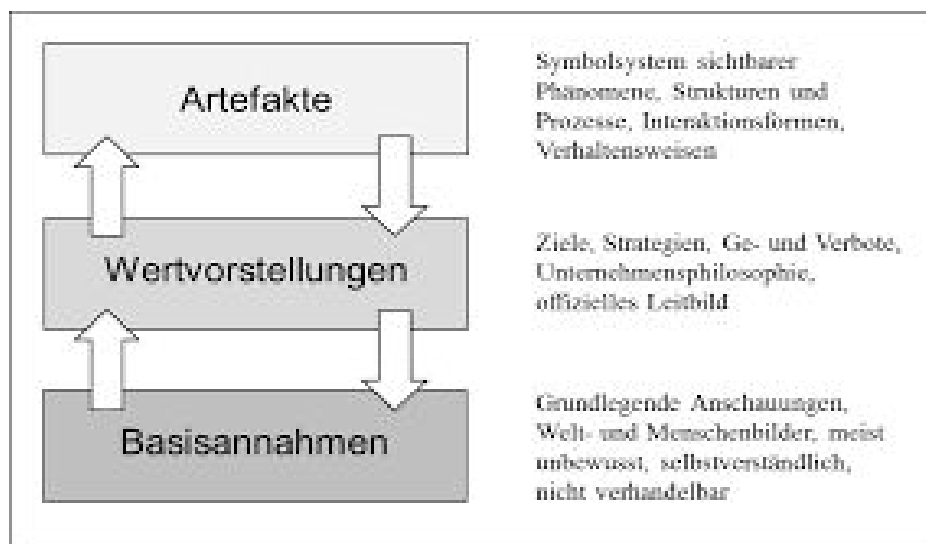 Artefakte
Symbolsystem sichtbarer
Phänomene, Strukturen und
Prozesse, Interaktionsformen,
Verhaltensweisen
Wertvorstellungen
Ziele, Strategien, Ge- und Verbote,
Unternehmensphilosophie,
offizielles Leitbild
Basisannahmen
Grundlegende Anschauungen,
Welt- und Menschenbilder, meist
unbewusst, selbstverständlich,
nicht verhandelbar